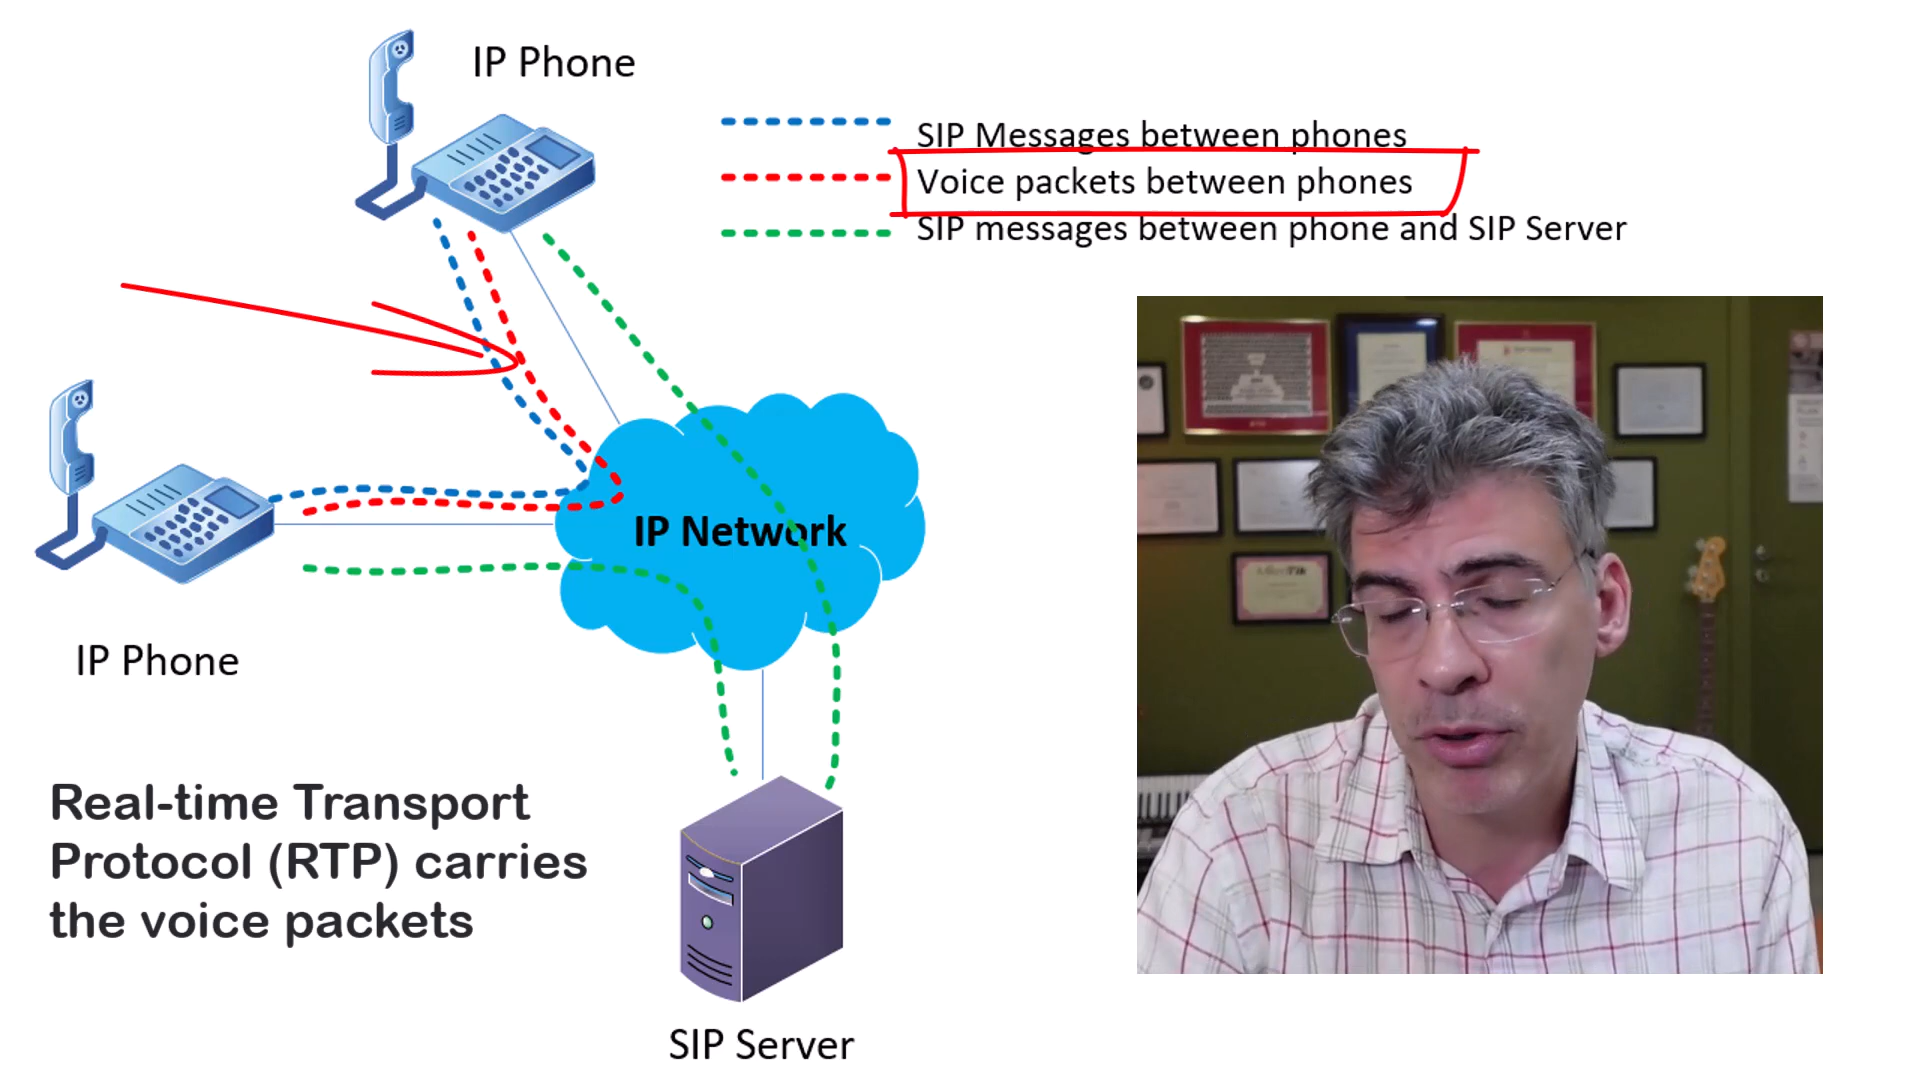 IP Phone
SIP Messages between phones
Voice packets between phones
SIP messages between phone and SIP Server
IP Network
IP Phone
Real-time Transport
Protocol (RTP) carries
the voice packets
SIP Server